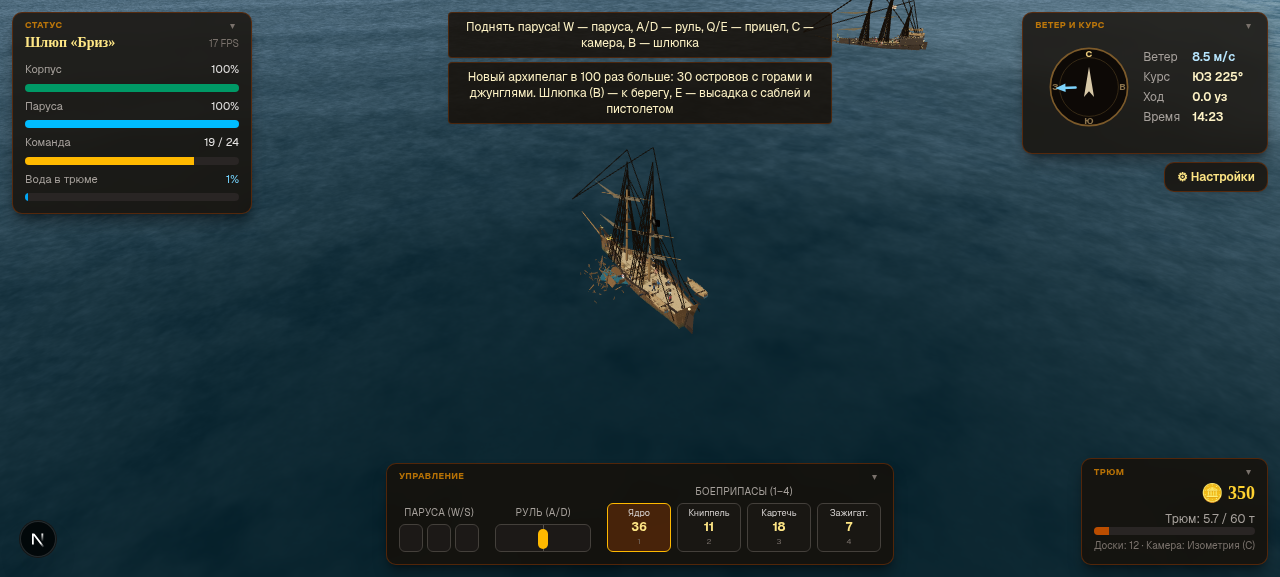 СТАТУС
Шлюп «Бриз» 17 FPS
Корпус 100%
Паруса 100%
Команда 19 / 24
Вода в трюме 1%
Поднять паруса! W — паруса, A/D — руль, Q/E — прицел, C —
камера, B — шлюпка
Новый архипелаг в 100 раз больше: 30 островов с горами и
джунглями. Шлюпка (B) — к берегу, E — высадка с саблей и
пистолетом
ВЕТЕР И КУРС
С
З В
Ю
Ветер 8.5 м/с
Курс ЮЗ 225°
Ход 0.0 уз
Время 14:23
⚙ Настройки
УПРАВЛЕНИЕ
ПАРУСА (W/S)
РУЛЬ (A/D)
БОЕПРИПАСЫ (1–4)
Ядро
36
1
Книппель
11
2
Картечь
18
3
Зажигат.
7
4
ТРЮМ
350
Трюм: 5.7 / 60 т
Доски: 12 · Камера: Изометрия (C)
N